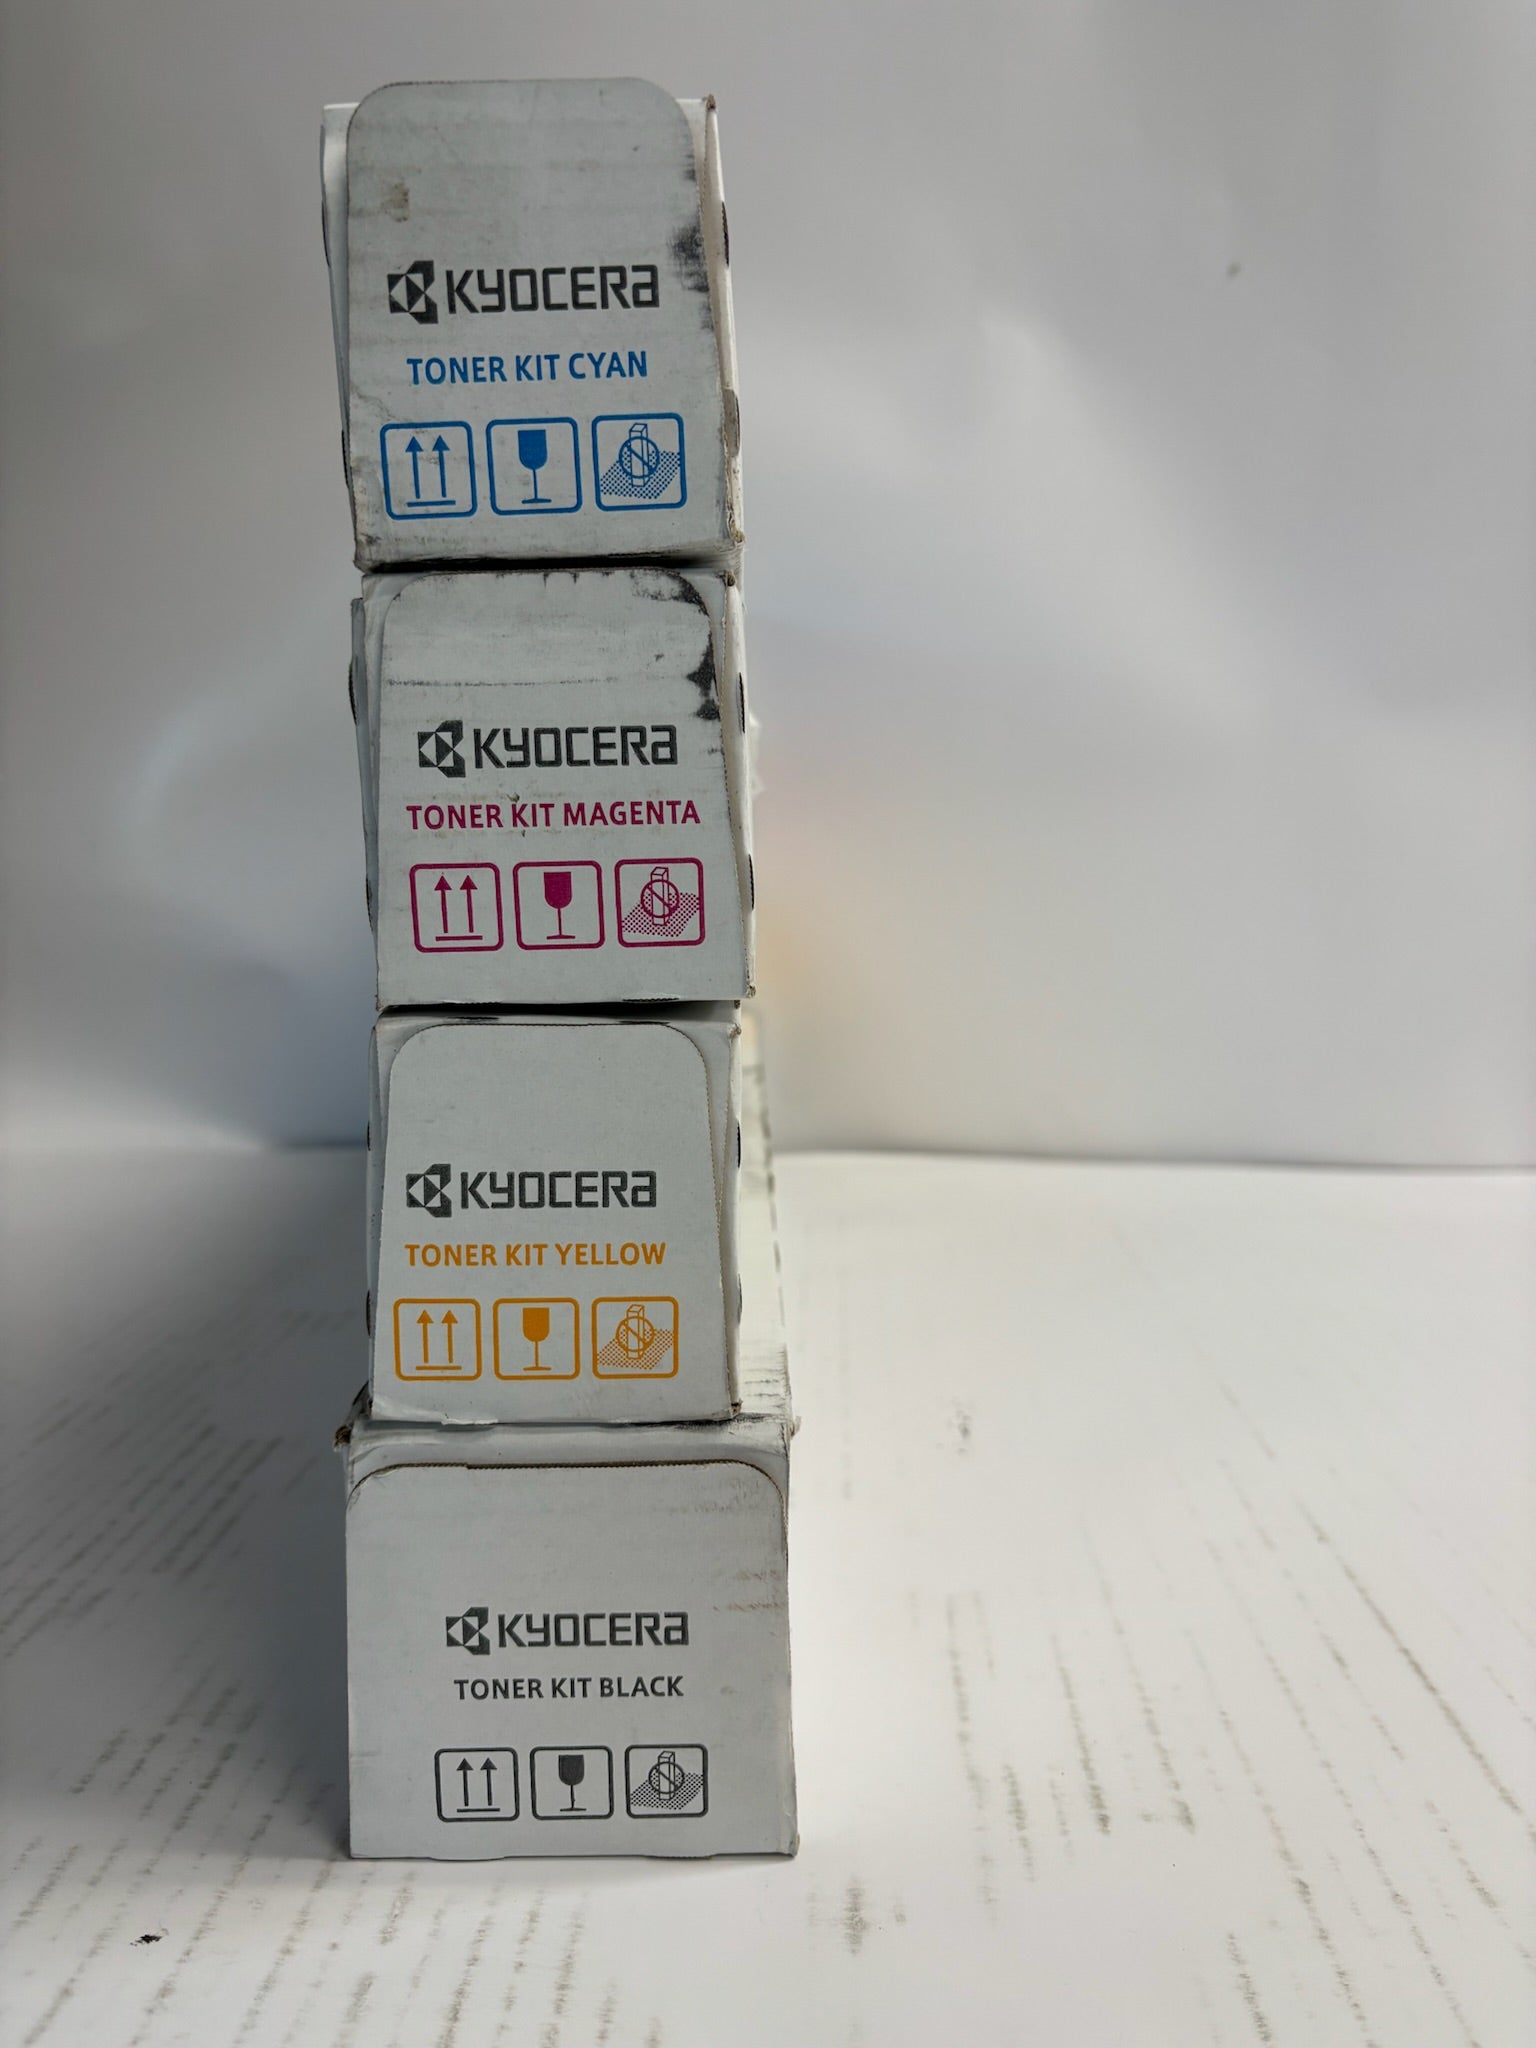 KYOCERA
TONER KIT CYAN
KYOCERA
TONER KIT MAGENTA
KYOCERA
TONER KIT YELLOW
KYOCERA
TONER KIT BLACK